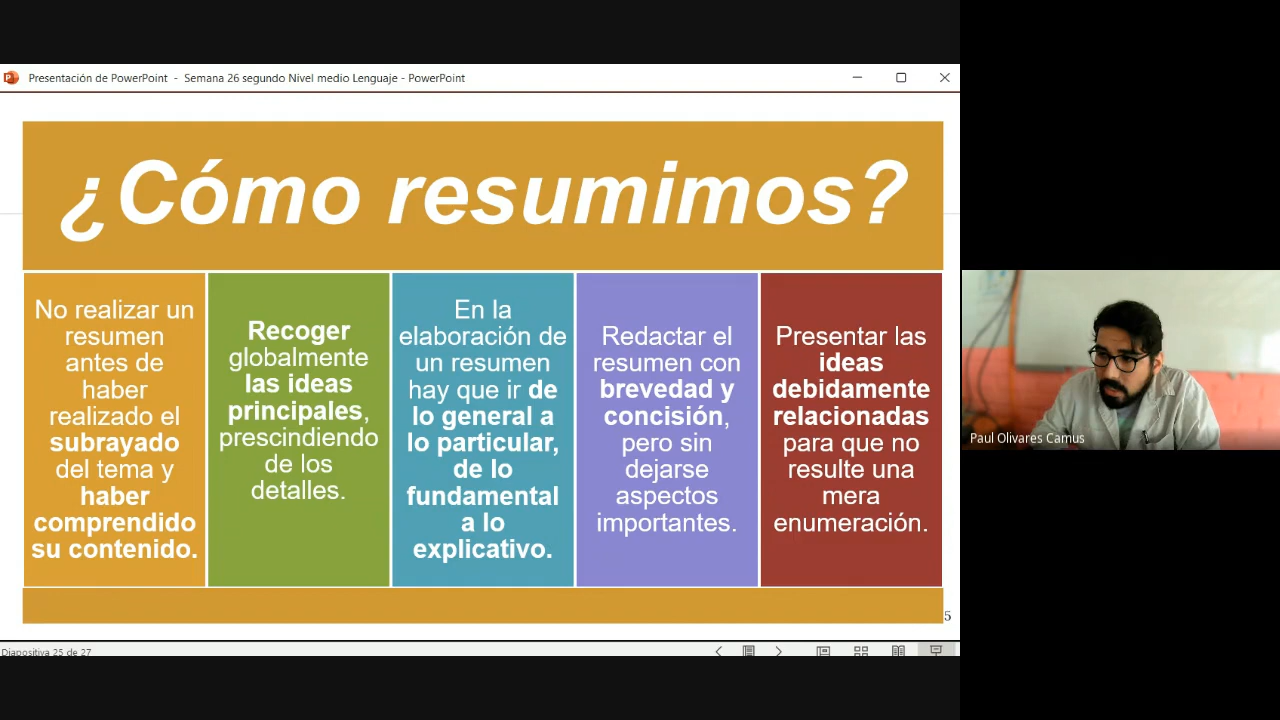 Presentación de PowerPoint - Semana 26 segundo Nivel medio Lenguaje - PowerPoint
¿Cómo resumimos?
No realizar un
resumen
antes de
haber
realizado el
subrayado
del tema y
haber
comprendido
su contenido.
Recoger
globalmente
las ideas
principales,
prescindiendo
de los
detalles.
En la
elaboración de
un resumen
hay que ir de
lo general a
lo particular,
de lo
fundamental
a lo
explicativo.
Redactar el
resumen con
brevedad y
concisión,
pero sin
dejarse
aspectos
importantes.
Presentar las
ideas
debidamente
relacionadas
para que no
resulte una
mera
enumeración.
Paul Olivares Camus
5
Diapositiva 25 de 27